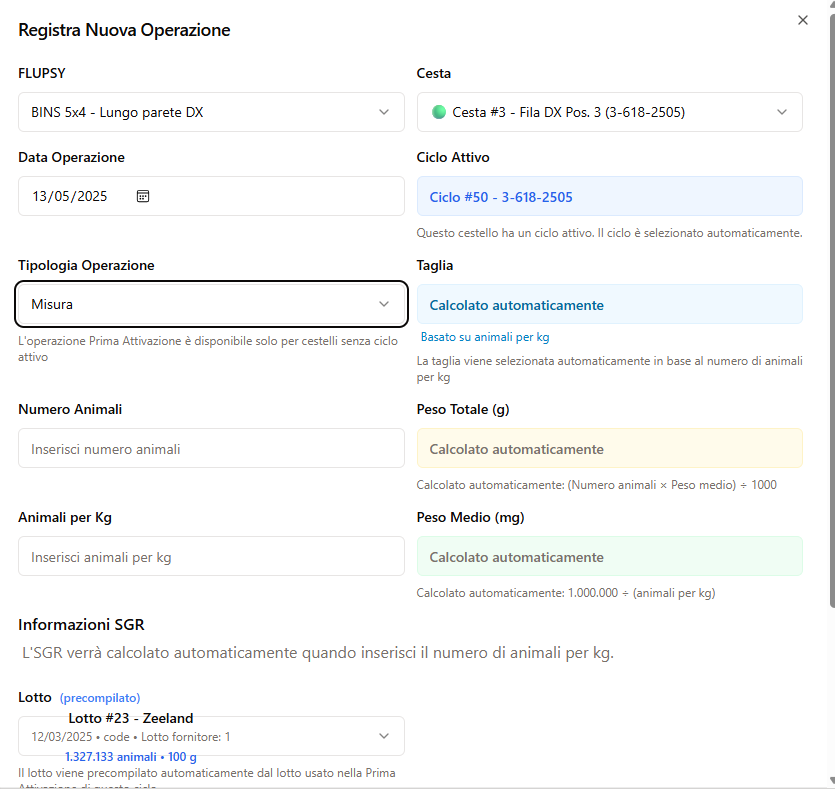 Registra Nuova Operazione
FLUPSY
Cesta
BINS 5x4 - Lungo parete DX
Cesta #3 - Fila DX Pos. 3 (3-618-2505)
Data Operazione
Ciclo Attivo
13/05/2025
Ciclo #50 - 3-618-2505
Questo cestello ha un ciclo attivo. Il ciclo è selezionato automaticamente.
Tipologia Operazione
Taglia
Misura
Calcolato automaticamente
Basato su animali per kg
L'operazione Prima Attivazione è disponibile solo per cestelli senza ciclo
attivo
La taglia viene selezionata automaticamente in base al numero di animali
per kg
Numero Animali
Peso Totale (g)
Inserisci numero animali
Calcolato automaticamente
Calcolato automaticamente: (Numero animali × Peso medio) ÷ 1000
Animali per Kg
Peso Medio (mg)
Inserisci animali per kg
Calcolato automaticamente
Calcolato automaticamente: 1.000.000 ÷ (animali per kg)
Informazioni SGR
L'SGR verrà calcolato automaticamente quando inserisci il numero di animali per kg.
Lotto (precompilato)
Lotto #23 - Zeeland
12/03/2025 • code • Lotto fornitore: 1
1.327.133 animali • 100 g
Il lotto viene precompilato automaticamente dal lotto usato nella Prima
Attivazione di questo ciclo